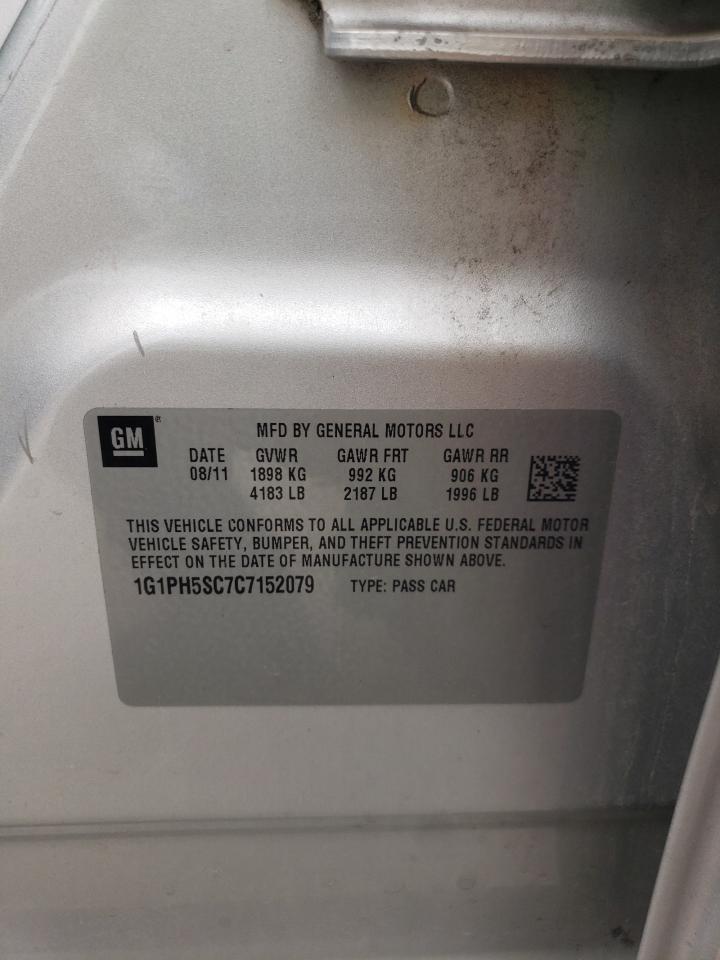 GM®
MFD BY GENERAL MOTORS LLC
DATE GVWR GAWR FRT GAWR RR
08/11 1898 KG 992 KG 906 KG
4183 LB 2187 LB 1996 LB
THIS VEHICLE CONFORMS TO ALL APPLICABLE U.S. FEDERAL MOTOR
VEHICLE SAFETY, BUMPER, AND THEFT PREVENTION STANDARDS IN
EFFECT ON THE DATE OF MANUFACTURE SHOWN ABOVE.
1G1PH5SC7C7152079 TYPE: PASS CAR